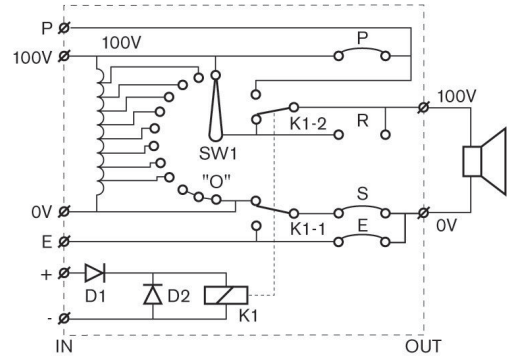 P
P
100V
100V
100V
R
K1-2
SW1
"O"
S
0V
K1-1
0V
E
E
+
D1
D2
K1
-
IN
OUT